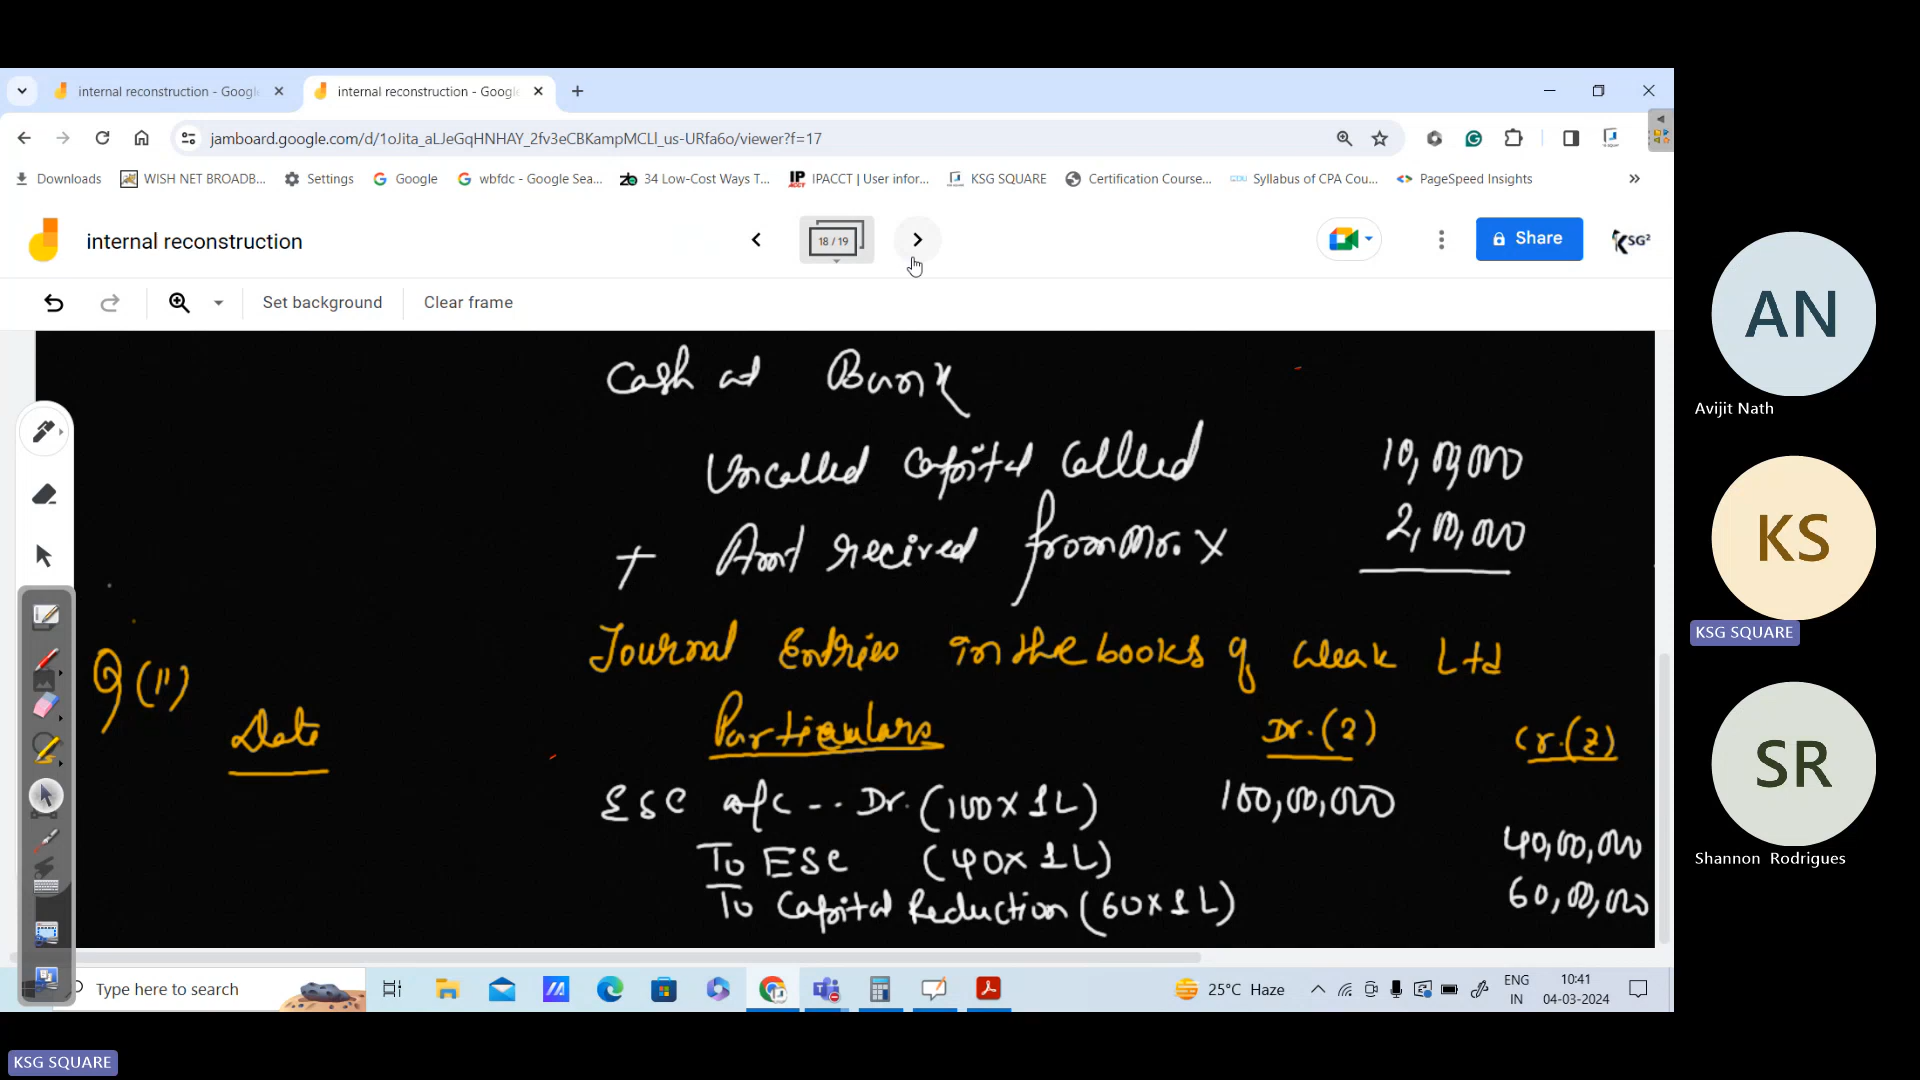 internal reconstruction - Googl
internal reconstruction - Google
jamboard.google.com/d/1oJita_aLJeGqHNHAY_2fv3eCBKampMCLl_us-URfa6o/viewer?f=17
Downloads WISH NET BROADB... Settings Google wbfdc - Google Sea... 34 Low-Cost Ways T... IPACCT | User infor... KSG SQUARE Certification Course... Syllabus of CPA Cou... PageSpeed Insights
internal reconstruction
18 / 19
Share
KSG²
Set background Clear frame
Cash at Bank
Uncalled Capital Called 10,00,000
+ Amt recived from Mr. X 2,00,000
Q (11)
Journal Entries in the books of Weak Ltd
Date Particulars Dr. (₹) Cr. (₹)
ESC a/c -- Dr. (100 x 1L) 100,00,000
To ESC (40 x 1L) 40,00,000
To Capital Reduction (60 x 1L) 60,00,000
Type here to search
25°C Haze
ENG
IN
10:41
04-03-2024
AN
Avijit Nath
KS
KSG SQUARE
SR
Shannon Rodrigues
KSG SQUARE